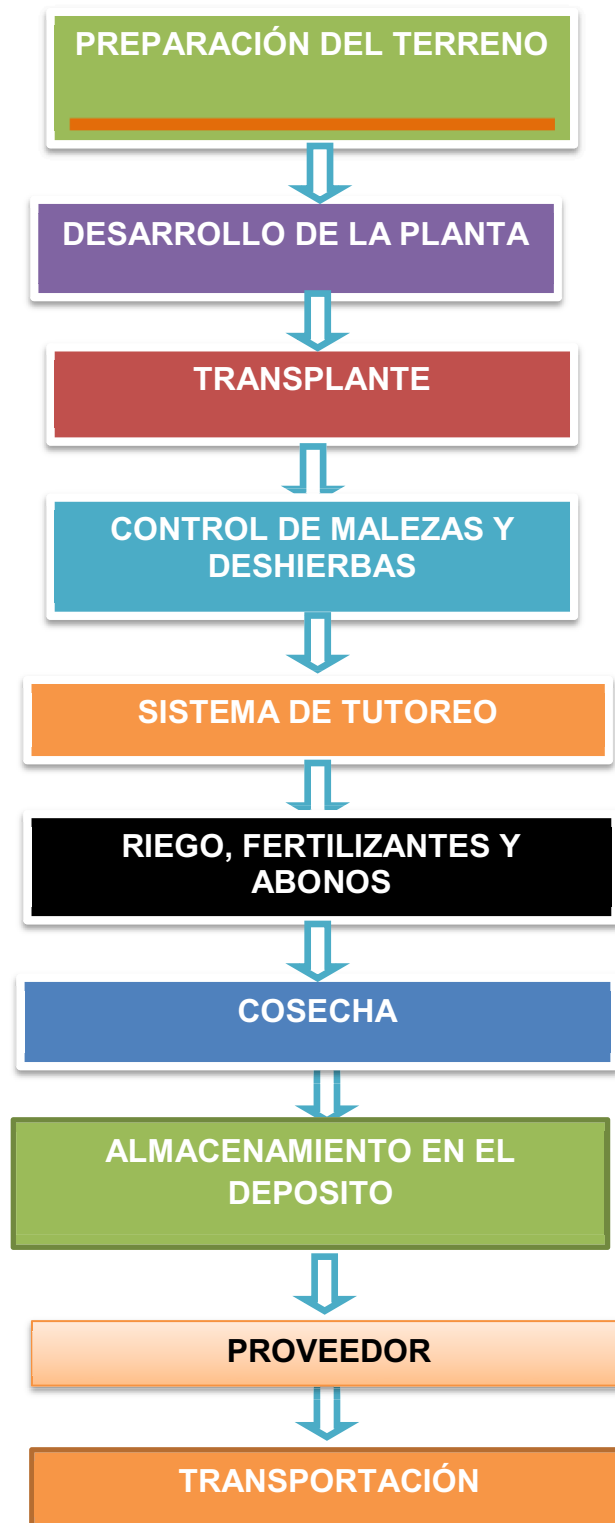 PREPARACIÓN DEL TERRENO
DESARROLLO DE LA PLANTA
TRANSPLANTE
CONTROL DE MALEZAS Y
DESHIERBAS
SISTEMA DE TUTOREO
RIEGO, FERTILIZANTES Y
ABONOS
COSECHA
ALMACENAMIENTO EN EL
DEPOSITO
PROVEEDOR
TRANSPORTACIÓN